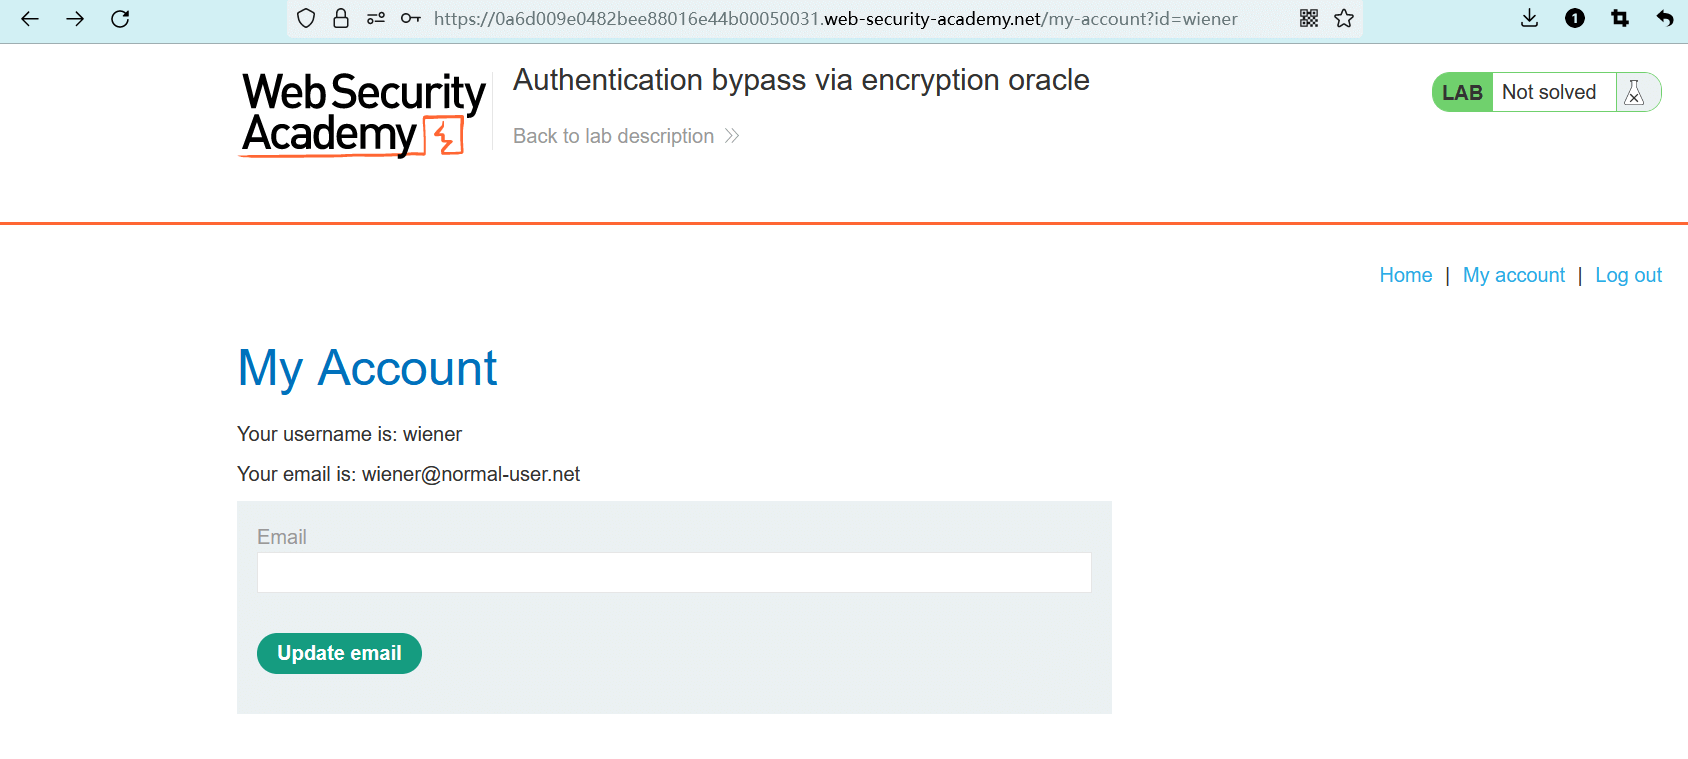 https://0a6d009e0482bee88016e44b00050031.web-security-academy.net/my-account?id=wiener
1
Web Security
Academy
Authentication bypass via encryption oracle
Back to lab description
LAB Not solved
Home | My account | Log out
My Account
Your username is: wiener
Your email is: wiener@normal-user.net
Email
Update email